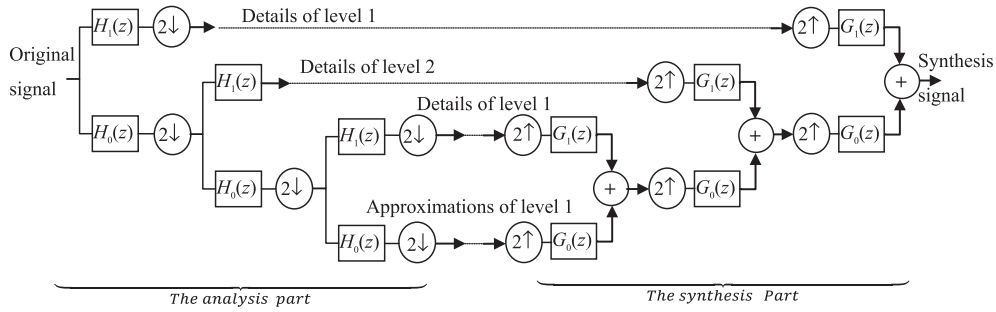 H₁(z) 2↓ Details of level 1 2↑ G₁(z)
Original signal
H₁(z) Details of level 2 2↑ G₁(z) + Synthesis signal
Details of level 1
H₀(z) 2↓ H₁(z) 2↓ 2↑ G₁(z) + 2↑ G₀(z)
H₀(z) 2↓ + 2↑ G₀(z)
Approximations of level 1
H₀(z) 2↓ 2↑ G₀(z)
The analysis part
The synthesis Part